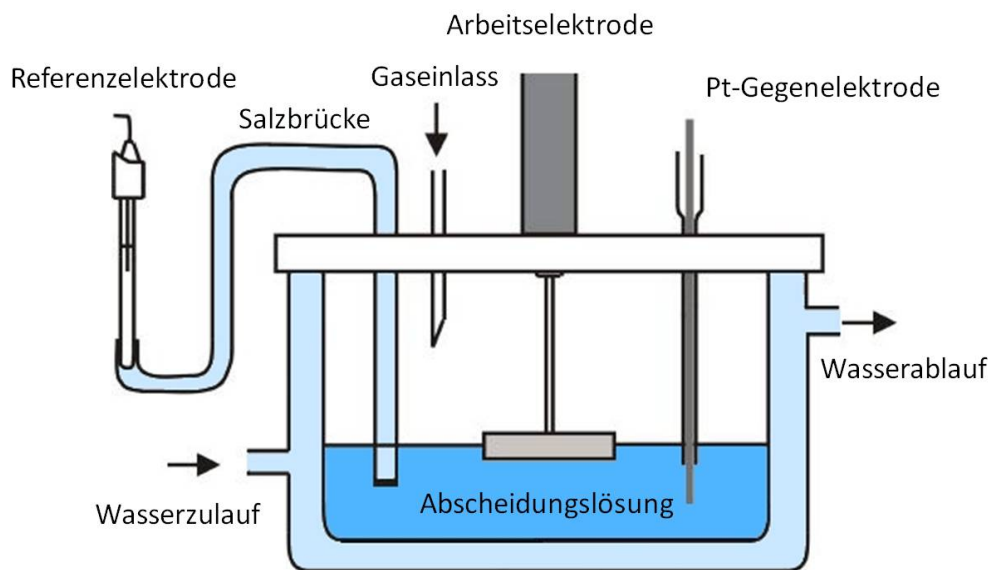 Arbeitselektrode
Referenzelektrode
Gaseinlass
Pt-Gegenelektrode
Salzbrücke
Wasserablauf
Abscheidungslösung
Wasserzulauf